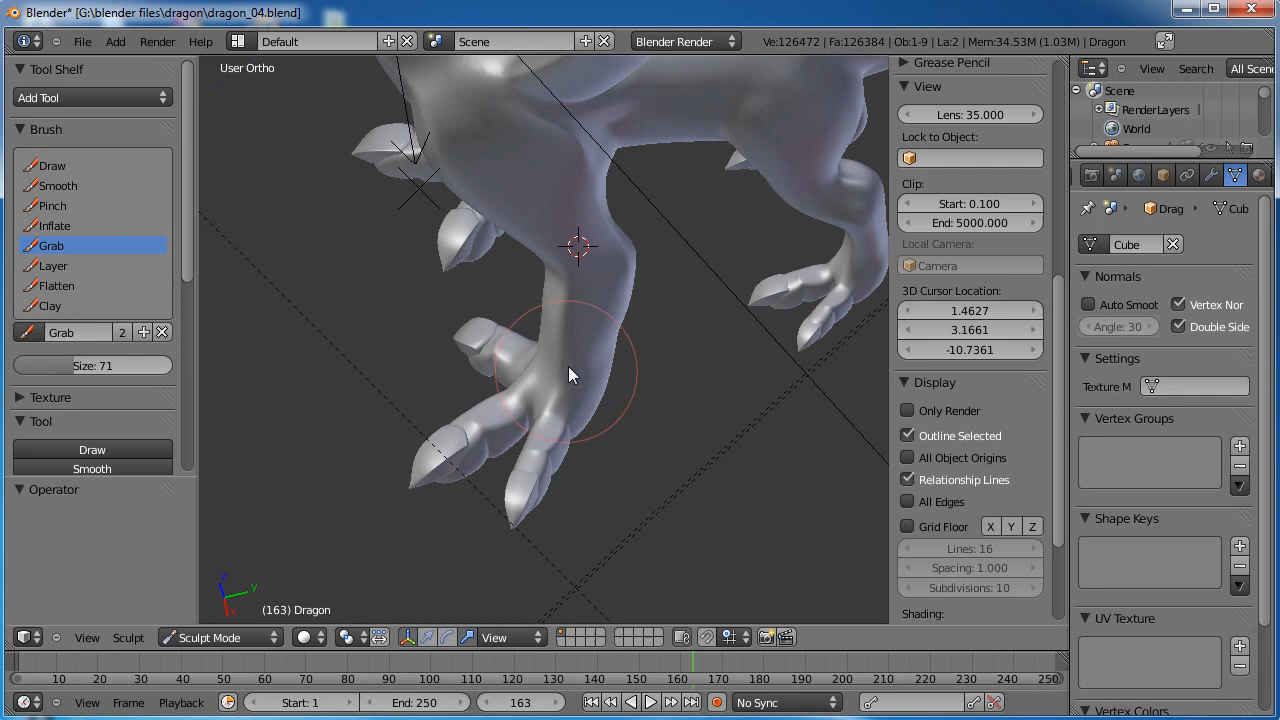 Blender* [G:\blender files\dragon\dragon_04.blend]
File Add Render Help Default Scene Blender Render Ve:126472 | Fa:126384 | Ob:1-9 | La:2 | Mem:34.53M (1.03M) | Dragon
Tool Shelf
Add Tool
Brush
Draw
Smooth
Pinch
Inflate
Grab
Layer
Flatten
Clay
Grab 2
Size: 71
Texture
Tool
Draw
Smooth
Operator
User Ortho
z
y
x
(163) Dragon
Grease Pencil
View
Lens: 35.000
Lock to Object:
Clip:
Start: 0.100
End: 5000.000
Local Camera:
Camera
3D Cursor Location:
1.4627
3.1661
-10.7361
Display
Only Render
Outline Selected
All Object Origins
Relationship Lines
All Edges
Grid Floor X Y Z
Lines: 16
Spacing: 1.000
Subdivisions: 10
Shading:
View Search All Scene
Scene
RenderLayers
World
Drag Cub
Cube
Normals
Auto Smoot Vertex Nor
Angle: 30 Double Side
Settings
Texture M
Vertex Groups
Shape Keys
UV Texture
Vertex Colors
View Sculpt Sculpt Mode View
10 20 30 40 50 60 70 80 90 100 110 120 130 140 150 160 170 180 190 200 210 220 230 240 250
View Frame Playback Start: 1 End: 250 163 No Sync